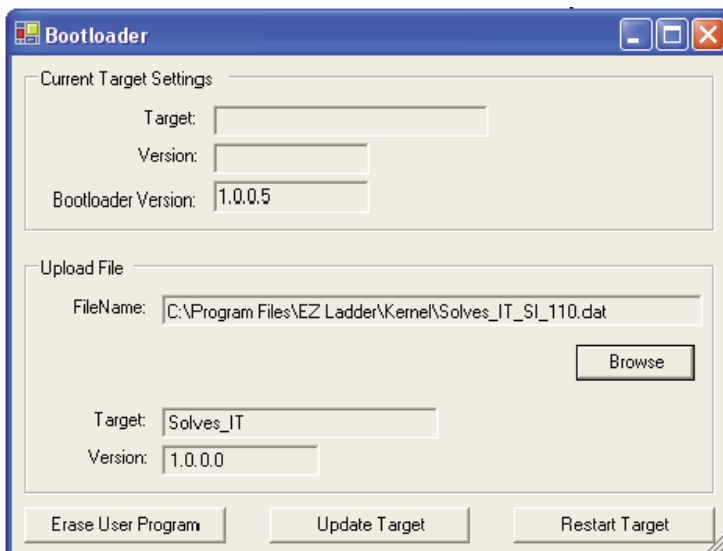 Bootloader
Current Target Settings
Target:
Version:
Bootloader Version: 1.0.0.5
Upload File
FileName: C:\Program Files\EZ Ladder\Kernel\Solves_IT_SI_110.dat
Browse
Target: Solves_IT
Version: 1.0.0.0
Erase User Program Update Target Restart Target